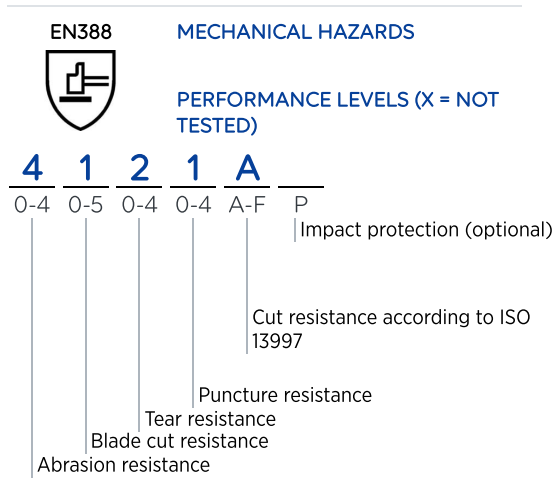 EN388
MECHANICAL HAZARDS
PERFORMANCE LEVELS (X = NOT
TESTED)
4 1 2 1 A
0-4 0-5 0-4 0-4 A-F P
Impact protection (optional)
Cut resistance according to ISO
13997
Puncture resistance
Tear resistance
Blade cut resistance
Abrasion resistance